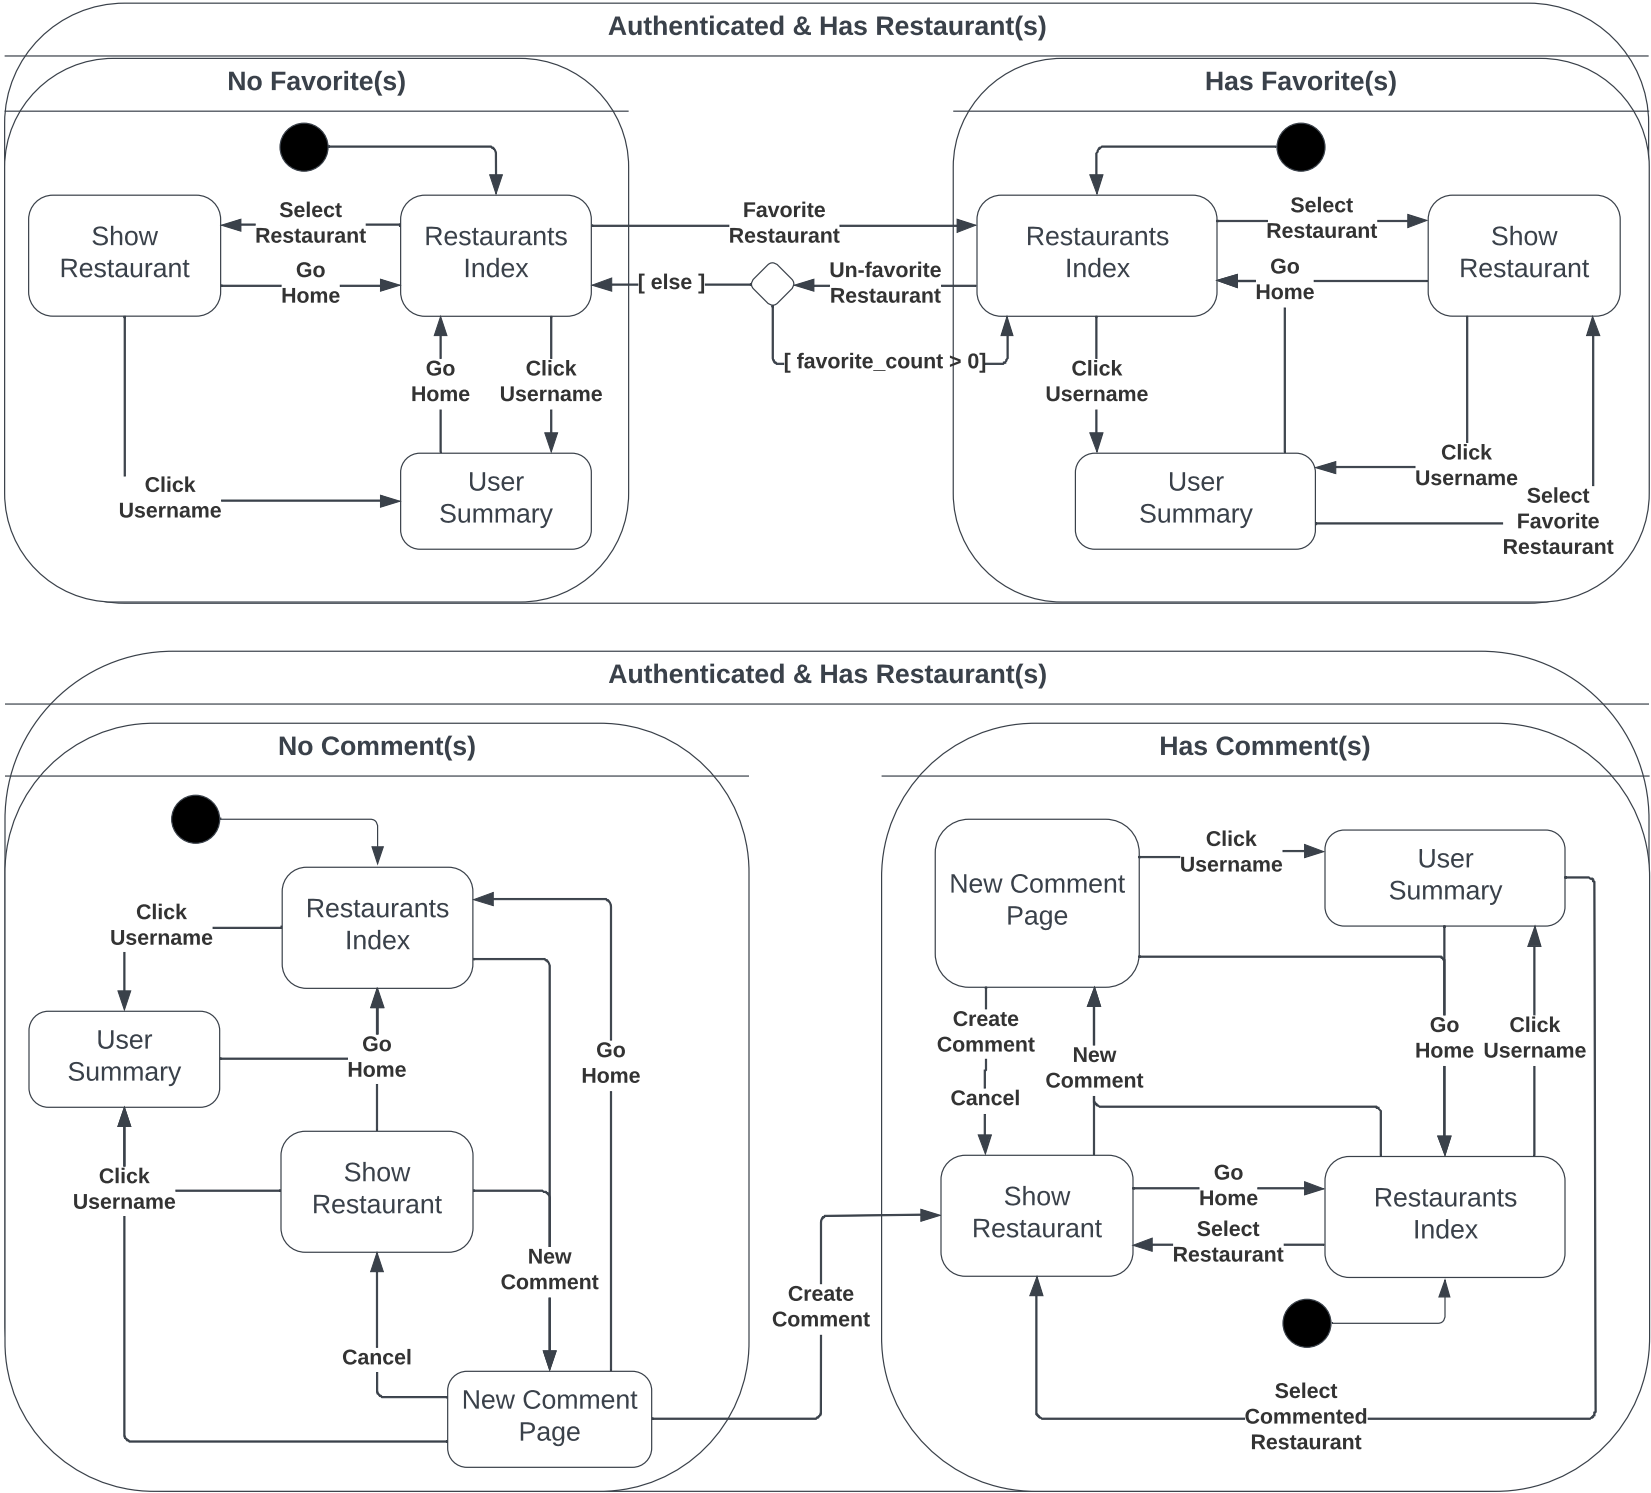 Authenticated & Has Restaurant(s)
No Favorite(s)
Has Favorite(s)
Show
Restaurant
Select
Restaurant
Go
Home
Restaurants
Index
Favorite
Restaurant
[ else ]
Un-favorite
Restaurant
[ favorite_count > 0]
Restaurants
Index
Select
Restaurant
Go
Home
Show
Restaurant
Go
Home
Click
Username
Click
Username
User
Summary
Click
Username
User
Summary
Click
Username
Select
Favorite
Restaurant
Authenticated & Has Restaurant(s)
No Comment(s)
Has Comment(s)
Restaurants
Index
Click
Username
User
Summary
Go
Home
Go
Home
Click
Username
Show
Restaurant
New
Comment
Cancel
New Comment
Page
Create
Comment
New Comment
Page
Click
Username
User
Summary
Create
Comment
Cancel
New
Comment
Go
Home
Click
Username
Show
Restaurant
Go
Home
Select
Restaurant
Restaurants
Index
Select
Commented
Restaurant